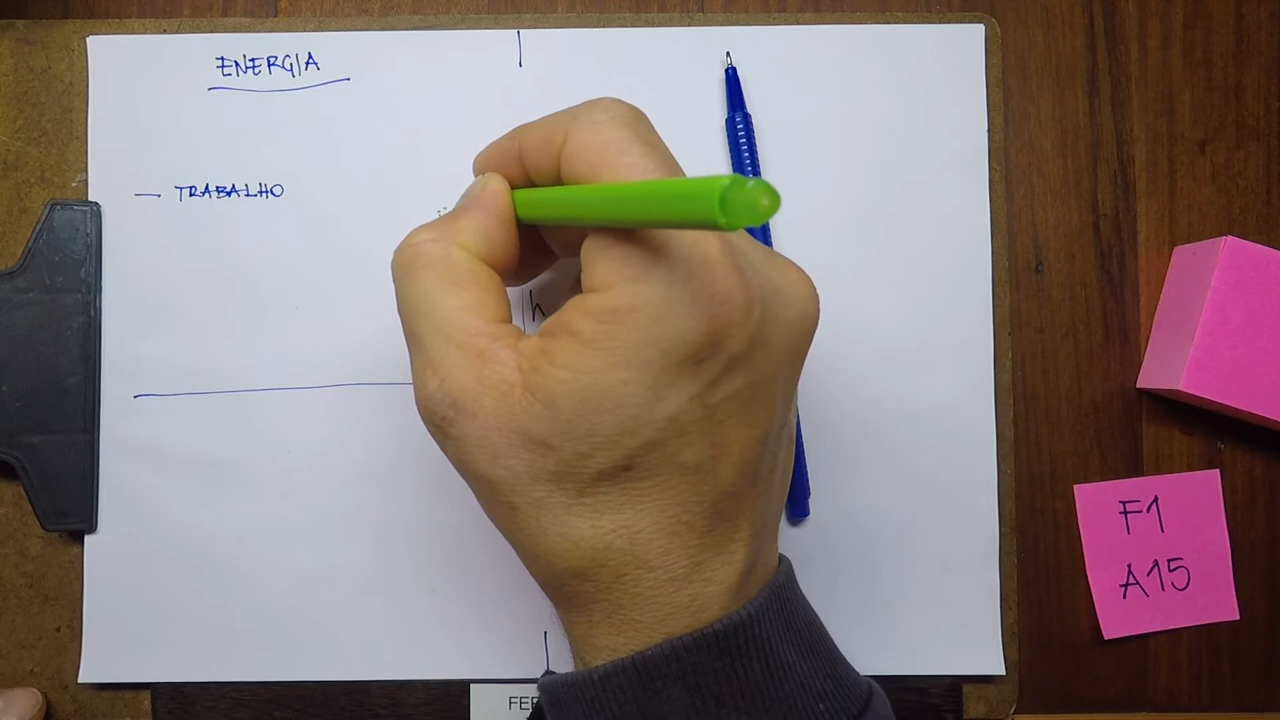 ENERGIA
— TRABALHO
h
F1
A15